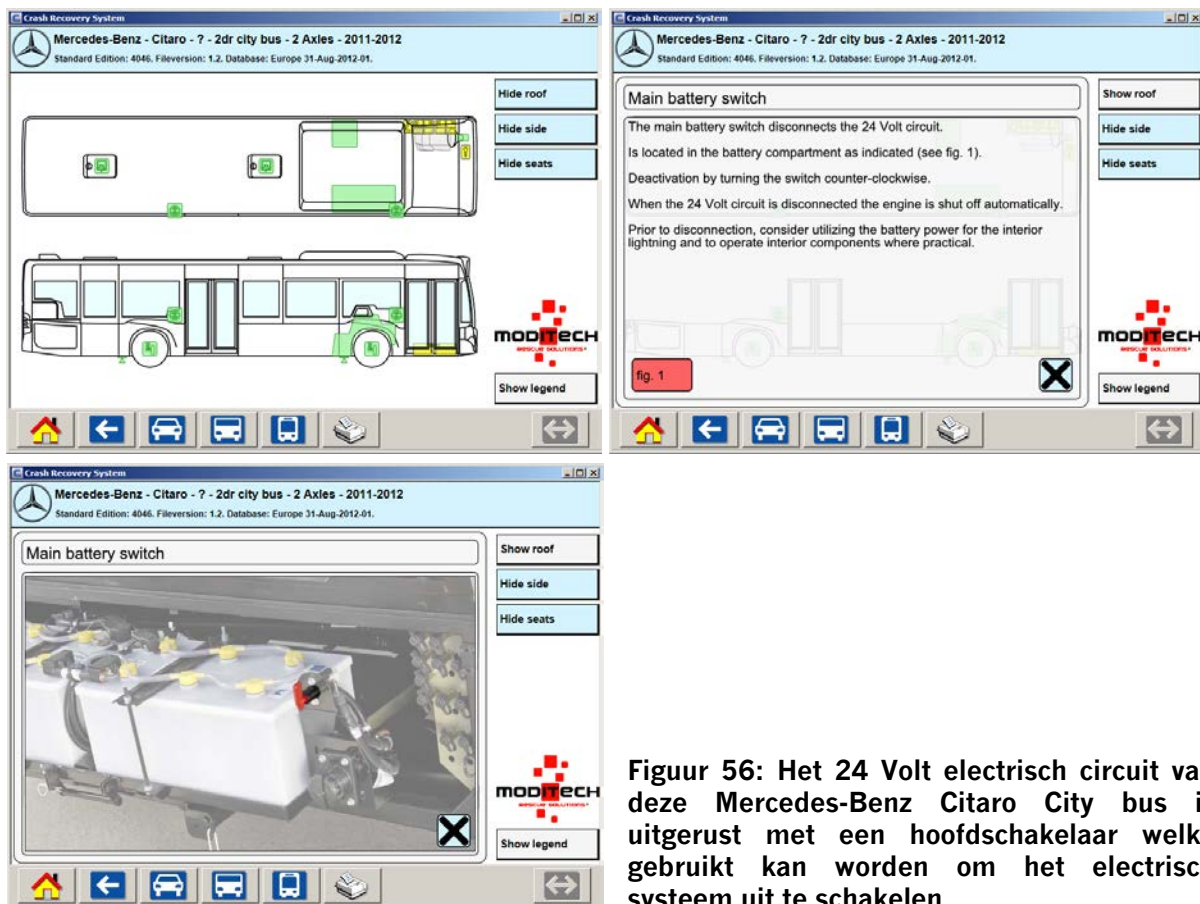 Crash Recovery System
Mercedes-Benz - Citaro - ? - 2dr city bus - 2 Axles - 2011-2012
Standard Edition: 4046. Fileversion: 1.2. Database: Europe 31-Aug-2012-01.
Hide roof
Hide side
Hide seats
MODITECH
RESCUE SOLUTIONS
Show legend
Crash Recovery System
Mercedes-Benz - Citaro - ? - 2dr city bus - 2 Axles - 2011-2012
Standard Edition: 4046. Fileversion: 1.2. Database: Europe 31-Aug-2012-01.
Main battery switch
The main battery switch disconnects the 24 Volt circuit.
Is located in the battery compartment as indicated (see fig. 1).
Deactivation by turning the switch counter-clockwise.
When the 24 Volt circuit is disconnected the engine is shut off automatically.
Prior to disconnection, consider utilizing the battery power for the interior
lightning and to operate interior components where practical.
fig. 1
Show roof
Hide side
Hide seats
MODITECH
RESCUE SOLUTIONS
Show legend
Crash Recovery System
Mercedes-Benz - Citaro - ? - 2dr city bus - 2 Axles - 2011-2012
Standard Edition: 4046. Fileversion: 1.2. Database: Europe 31-Aug-2012-01.
Main battery switch
Show roof
Hide side
Hide seats
MODITECH
RESCUE SOLUTIONS
Show legend
Figuur 56: Het 24 Volt electrisch circuit va
deze Mercedes-Benz Citaro City bus i
uitgerust met een hoofdschakelaar welk
gebruikt kan worden om het electrisc
systeem uit te schakelen